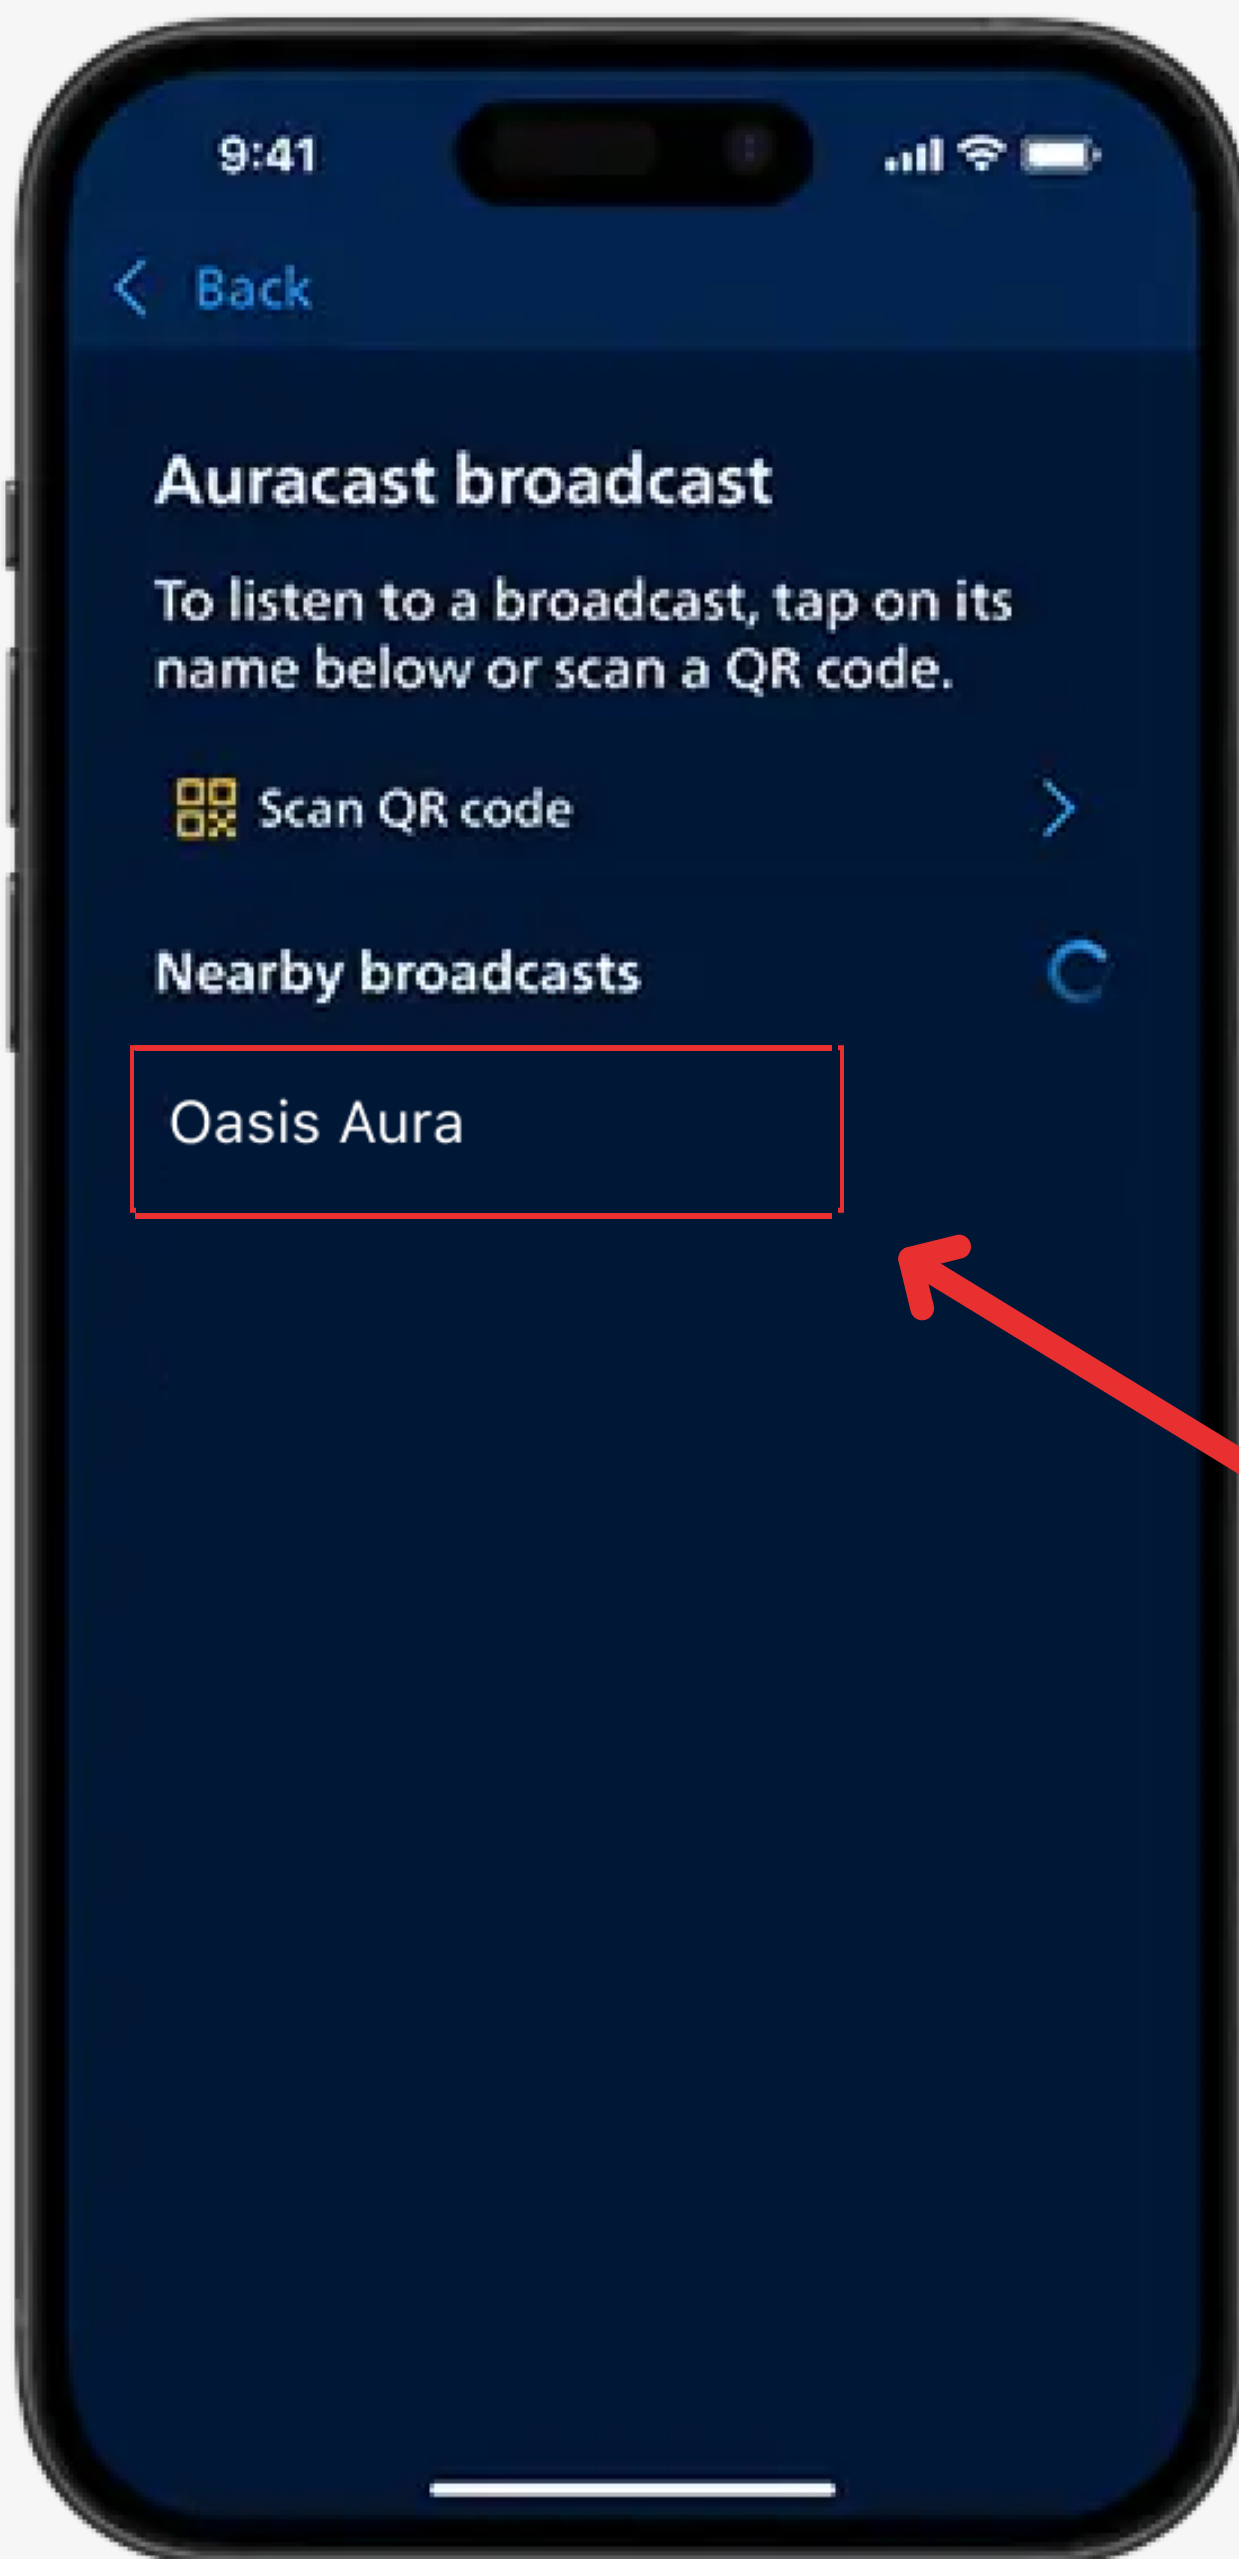 9:41
Back
Auracast broadcast
To listen to a broadcast, tap on its
name below or scan a QR code.
Scan QR code
Nearby broadcasts
Oasis Aura